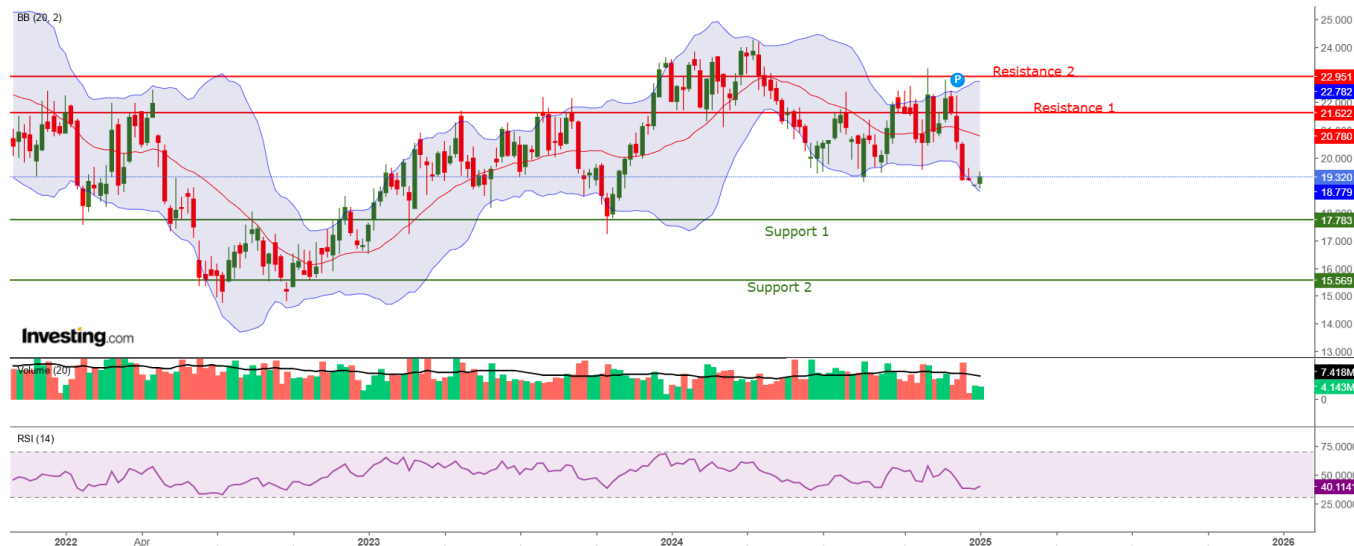 BB (20, 2)
25.000
24.000
Resistance 2
22.951
22.782
22.000
Resistance 1
21.622
20.780
20.000
19.320
18.779
17.783
Support 1
17.000
16.000
Support 2
15.569
15.000
14.000
Investing.com
13.000
Volume (20)
7.418M
4.143M
0
RSI (14)
75.0000
50.0000
40.1141
25.0000
2022
Apr
2023
2024
2025
2026
P